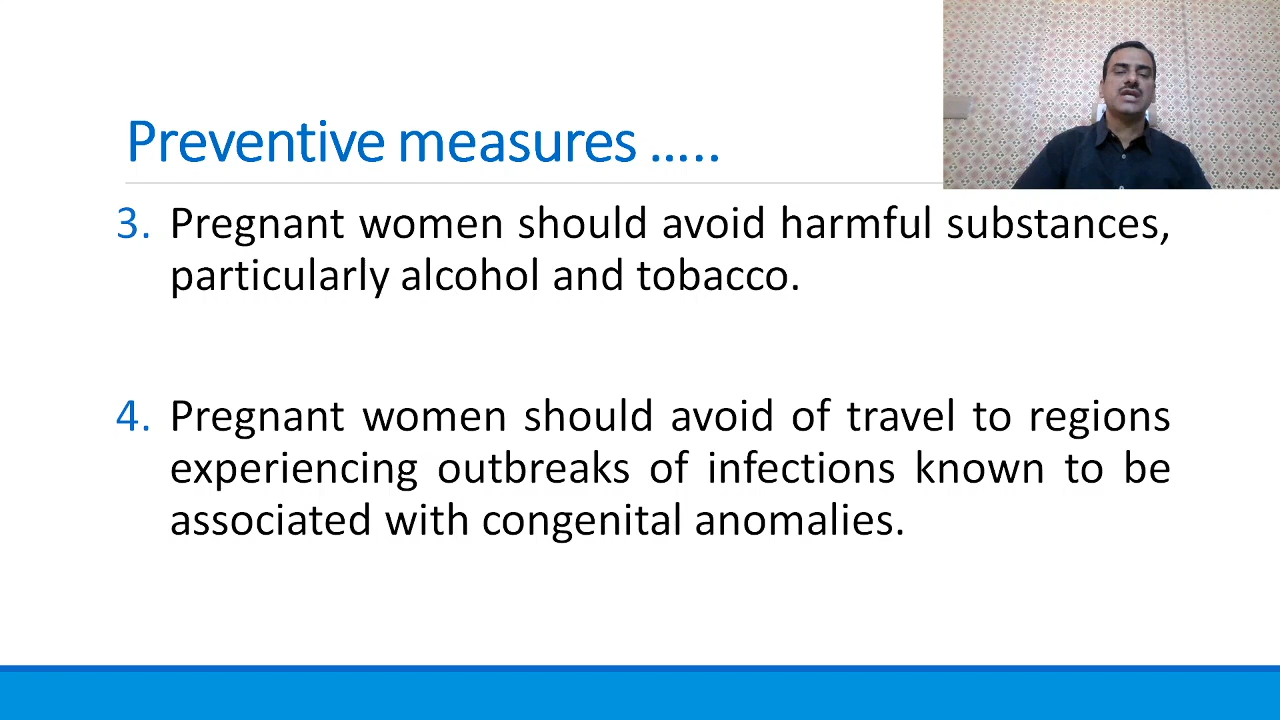 Preventive measures .....
3. Pregnant women should avoid harmful substances,
particularly alcohol and tobacco.
4. Pregnant women should avoid of travel to regions
experiencing outbreaks of infections known to be
associated with congenital anomalies.